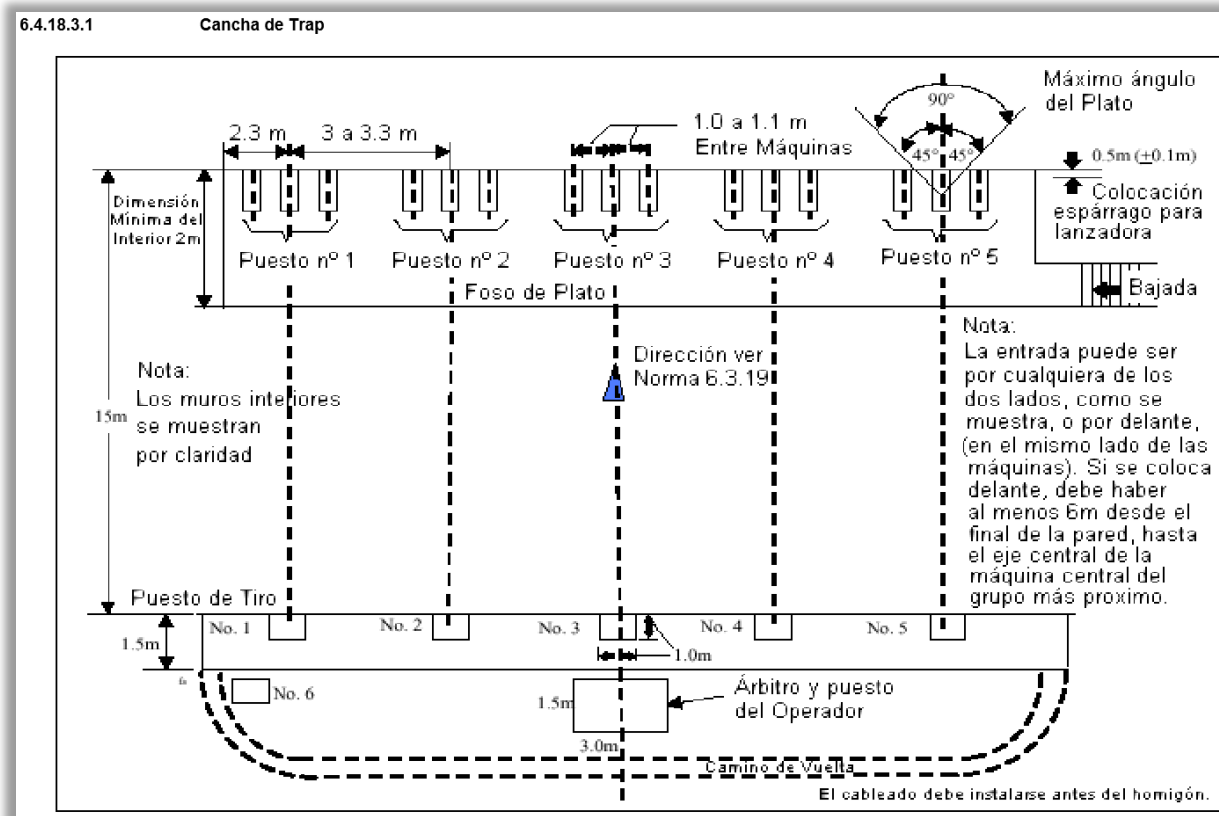 6.4.18.3.1 Cancha de Trap
Máximo ángulo
del Plato
90°
45° 45°
2.3 m
3 a 3.3 m
1.0 a 1.1 m
Entre Máquinas
0.5m (±0.1m)
Colocación
espárrago para
lanzadora
Dimensión
Mínima del
Interior 2m
Puesto nº 1
Puesto nº 2
Puesto nº 3
Puesto nº 4
Puesto nº 5
Foso de Plato
Bajada
Dirección ver
Norma 6.3.19
Nota:
Los muros interiores
se muestran
por claridad
15m
Nota:
La entrada puede ser
por cualquiera de los
dos lados, como se
muestra, o por delante,
(en el mismo lado de las
máquinas). Si se coloca
delante, debe haber
al menos 6m desde el
final de la pared, hasta
el eje central de la
máquina central del
grupo más proximo.
Puesto de Tiro
No. 1
No. 2
No. 3
No. 4
No. 5
1.5m
1.0m
No. 6
1.5m
3.0m
Árbitro y puesto
del Operador
Camino de Vuelta
El cableado debe instalarse antes del homigón.